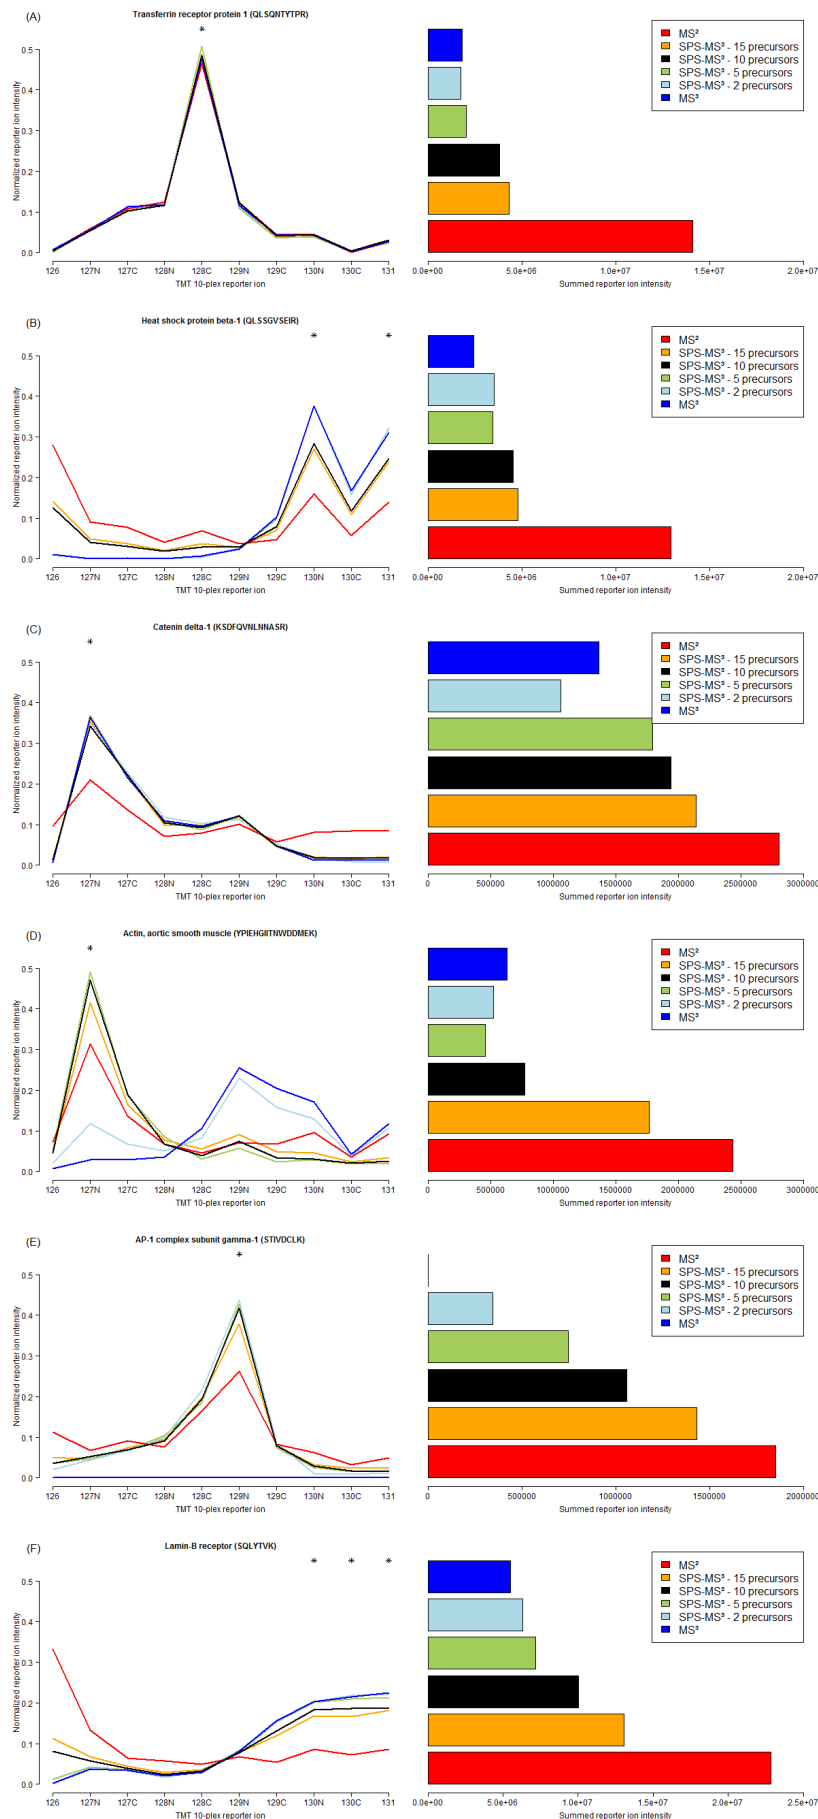 (A)
Transferrin receptor protein 1 (QLSQNTYTPR)
*
Normalized reporter ion intensity
0.5
0.4
0.3
0.2
0.1
0.0
126 127N 127C 128N 128C 129N 129C 130N 130C 131
TMT 10-plex reporter ion
MS²
SPS-MS³ - 15 precursors
SPS-MS³ - 10 precursors
SPS-MS³ - 5 precursors
SPS-MS³ - 2 precursors
MS³
0.0e+00 5.0e+06 1.0e+07 1.5e+07 2.0e+07
Summed reporter ion intensity
(B)
Heat shock protein beta-1 (QLSSGVSEIR)
* *
Normalized reporter ion intensity
0.5
0.4
0.3
0.2
0.1
0.0
126 127N 127C 128N 128C 129N 129C 130N 130C 131
TMT 10-plex reporter ion
MS²
SPS-MS³ - 15 precursors
SPS-MS³ - 10 precursors
SPS-MS³ - 5 precursors
SPS-MS³ - 2 precursors
MS³
0.0e+00 5.0e+06 1.0e+07 1.5e+07 2.0e+07
Summed reporter ion intensity
(C)
Catenin delta-1 (KSDFQVNLNNASR)
*
Normalized reporter ion intensity
0.5
0.4
0.3
0.2
0.1
0.0
126 127N 127C 128N 128C 129N 129C 130N 130C 131
TMT 10-plex reporter ion
MS²
SPS-MS³ - 15 precursors
SPS-MS³ - 10 precursors
SPS-MS³ - 5 precursors
SPS-MS³ - 2 precursors
MS³
0 500000 1000000 1500000 2000000 2500000 3000000
Summed reporter ion intensity
(D)
Actin, aortic smooth muscle (YPIEHGIITNWDDMEK)
*
Normalized reporter ion intensity
0.5
0.4
0.3
0.2
0.1
0.0
126 127N 127C 128N 128C 129N 129C 130N 130C 131
TMT 10-plex reporter ion
MS²
SPS-MS³ - 15 precursors
SPS-MS³ - 10 precursors
SPS-MS³ - 5 precursors
SPS-MS³ - 2 precursors
MS³
0 500000 1000000 1500000 2000000 2500000 3000000
Summed reporter ion intensity
(E)
AP-1 complex subunit gamma-1 (STIVDCLK)
*
Normalized reporter ion intensity
0.5
0.4
0.3
0.2
0.1
0.0
126 127N 127C 128N 128C 129N 129C 130N 130C 131
TMT 10-plex reporter ion
MS²
SPS-MS³ - 15 precursors
SPS-MS³ - 10 precursors
SPS-MS³ - 5 precursors
SPS-MS³ - 2 precursors
MS³
0 500000 1000000 1500000 2000000
Summed reporter ion intensity
(F)
Lamin-B receptor (SQLYTVK)
* * *
Normalized reporter ion intensity
0.5
0.4
0.3
0.2
0.1
0.0
126 127N 127C 128N 128C 129N 129C 130N 130C 131
TMT 10-plex reporter ion
MS²
SPS-MS³ - 15 precursors
SPS-MS³ - 10 precursors
SPS-MS³ - 5 precursors
SPS-MS³ - 2 precursors
MS³
0.0e+00 5.0e+06 1.0e+07 1.5e+07 2.0e+07 2.5e+07
Summed reporter ion intensity